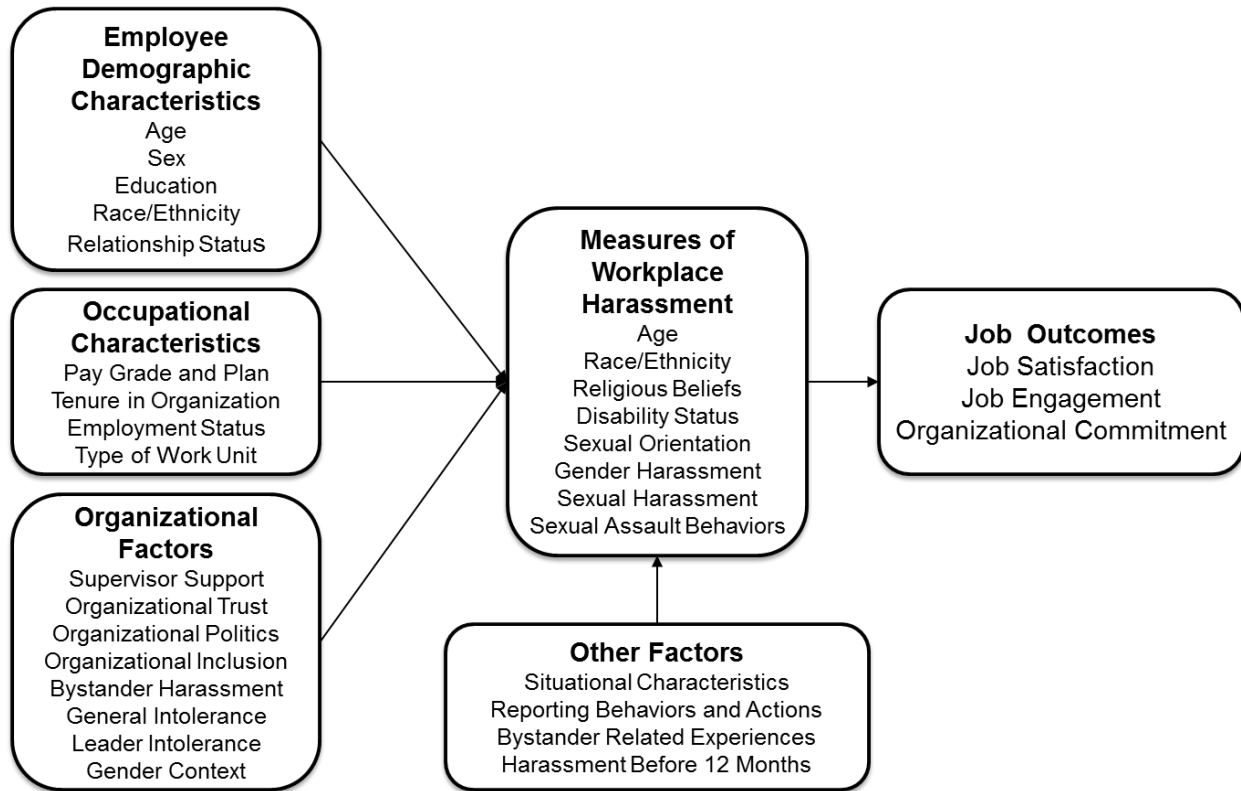 Employee
Demographic
Characteristics
Age
Sex
Education
Race/Ethnicity
Relationship Status
Occupational
Characteristics
Pay Grade and Plan
Tenure in Organization
Employment Status
Type of Work Unit
Organizational
Factors
Supervisor Support
Organizational Trust
Organizational Politics
Organizational Inclusion
Bystander Harassment
General Intolerance
Leader Intolerance
Gender Context
Measures of
Workplace
Harassment
Age
Race/Ethnicity
Religious Beliefs
Disability Status
Sexual Orientation
Gender Harassment
Sexual Harassment
Sexual Assault Behaviors
Other Factors
Situational Characteristics
Reporting Behaviors and Actions
Bystander Related Experiences
Harassment Before 12 Months
Job Outcomes
Job Satisfaction
Job Engagement
Organizational Commitment